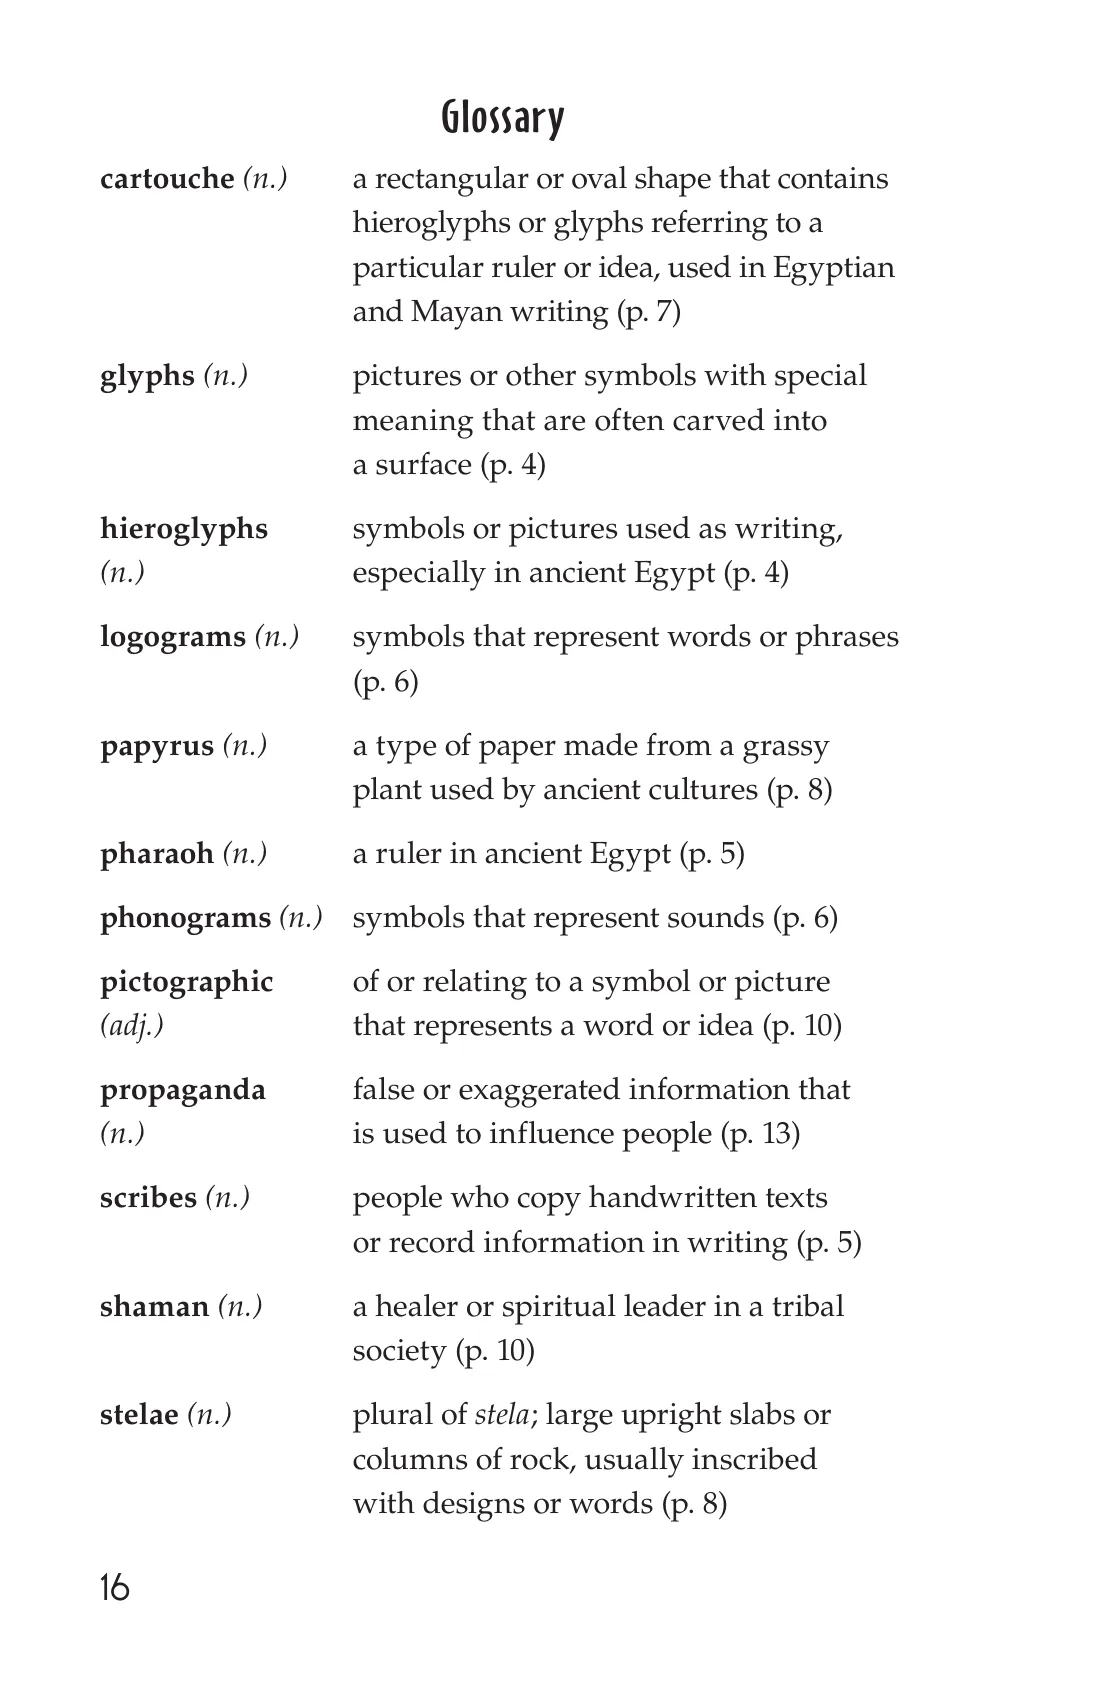 Glossary
cartouche (n.) a rectangular or oval shape that contains
hieroglyphs or glyphs referring to a
particular ruler or idea, used in Egyptian
and Mayan writing (p. 7)
glyphs (n.) pictures or other symbols with special
meaning that are often carved into
a surface (p. 4)
hieroglyphs symbols or pictures used as writing,
(n.) especially in ancient Egypt (p. 4)
logograms (n.) symbols that represent words or phrases
(p. 6)
papyrus (n.) a type of paper made from a grassy
plant used by ancient cultures (p. 8)
pharaoh (n.) a ruler in ancient Egypt (p. 5)
phonograms (n.) symbols that represent sounds (p. 6)
pictographic of or relating to a symbol or picture
(adj.) that represents a word or idea (p. 10)
propaganda false or exaggerated information that
(n.) is used to influence people (p. 13)
scribes (n.) people who copy handwritten texts
or record information in writing (p. 5)
shaman (n.) a healer or spiritual leader in a tribal
society (p. 10)
stelae (n.) plural of stela; large upright slabs or
columns of rock, usually inscribed
with designs or words (p. 8)
16